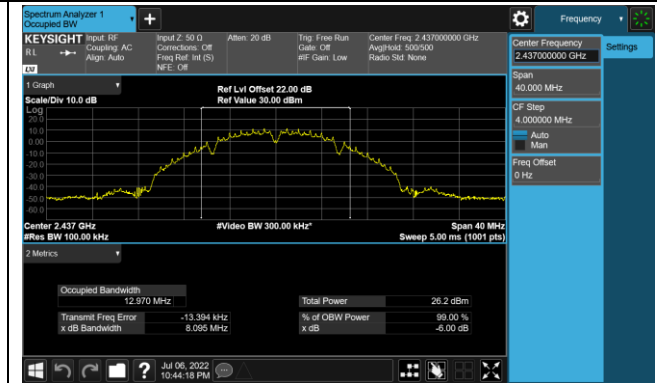 Spectrum Analyzer 1
Occupied BW
+
Frequency
KEYSIGHT
RL
LXI
Input: RF
Coupling: AC
Align: Auto
Input Z: 50 Ω
Corrections: Off
Freq Ref: Int (S)
NFE: Off
Atten: 20 dB
Trig: Free Run
Gate: Off
#IF Gain: Low
Center Freq: 2.437000000 GHz
Avg|Hold: 500/500
Radio Std: None
Center Frequency
2.437000000 GHz
Settings
Span
40.000 MHz
CF Step
4.000000 MHz
Auto
Man
Freq Offset
0 Hz
1 Graph
Scale/Div 10.0 dB
Ref Lvl Offset 22.00 dB
Ref Value 30.00 dBm
Log
20.0
10.0
0.00
-10.0
-20.0
-30.0
-40.0
-50.0
-60.0
Center 2.437 GHz
#Video BW 300.00 kHz*
Span 40 MHz
#Res BW 100.00 kHz
Sweep 5.00 ms (1001 pts)
2 Metrics
Occupied Bandwidth
12.970 MHz
Total Power 26.2 dBm
Transmit Freq Error -13.394 kHz
% of OBW Power 99.00 %
x dB Bandwidth 8.095 MHz
x dB -6.00 dB
?
Jul 06, 2022
10:44:18 PM